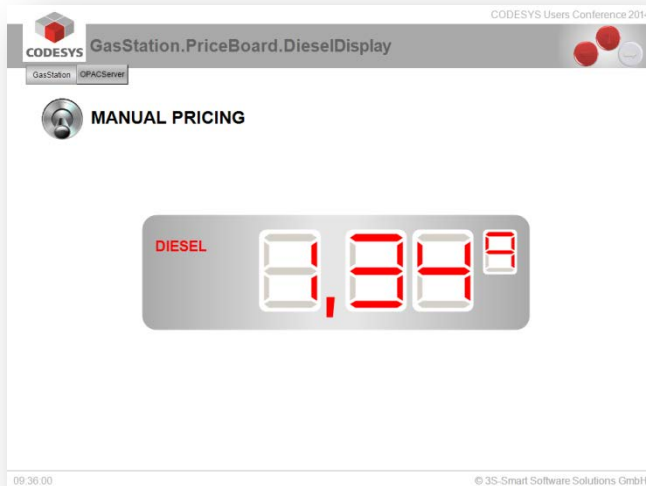 CODESYS Users Conference 2014
CODESYS
GasStation.PriceBoard.DieselDisplay
GasStation OPACServer
MANUAL PRICING
DIESEL 1,349
09:36:00 © 3S-Smart Software Solutions GmbH